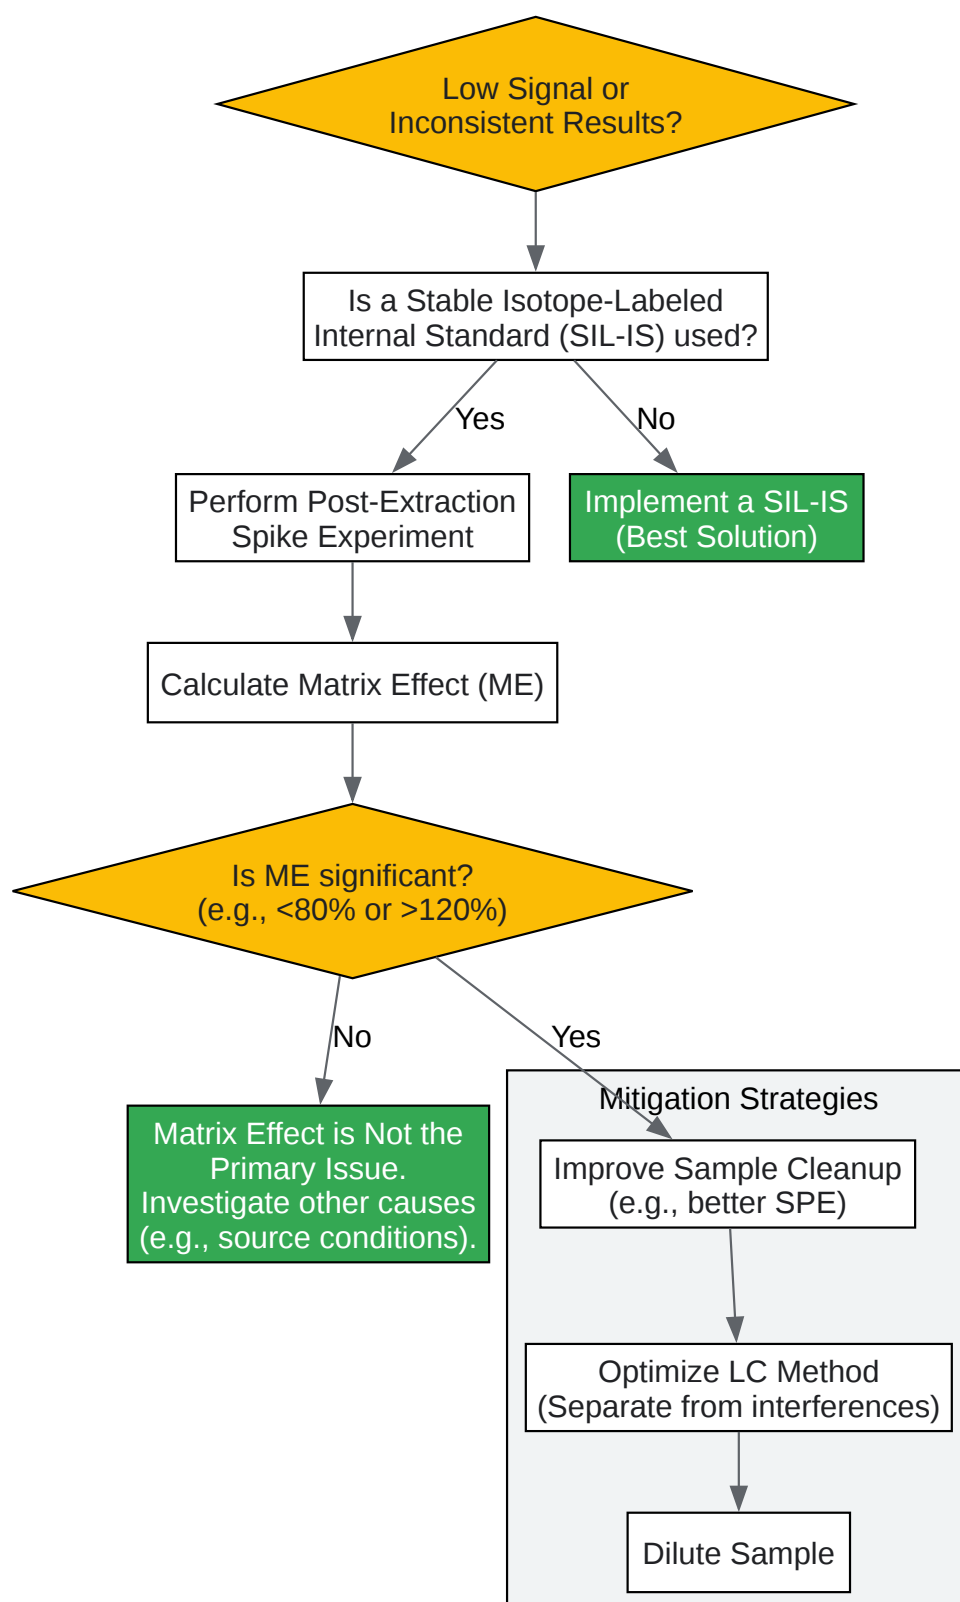 Low Signal or
Inconsistent Results?
Is a Stable Isotope-Labeled
Internal Standard (SIL-IS) used?
Yes
No
Perform Post-Extraction
Spike Experiment
Implement a SIL-IS
(Best Solution)
Calculate Matrix Effect (ME)
Is ME significant?
(e.g., <80% or >120%)
No
Yes
Matrix Effect is Not the
Primary Issue.
Investigate other causes
(e.g., source conditions).
Mitigation Strategies
Improve Sample Cleanup
(e.g., better SPE)
Optimize LC Method
(Separate from interferences)
Dilute Sample